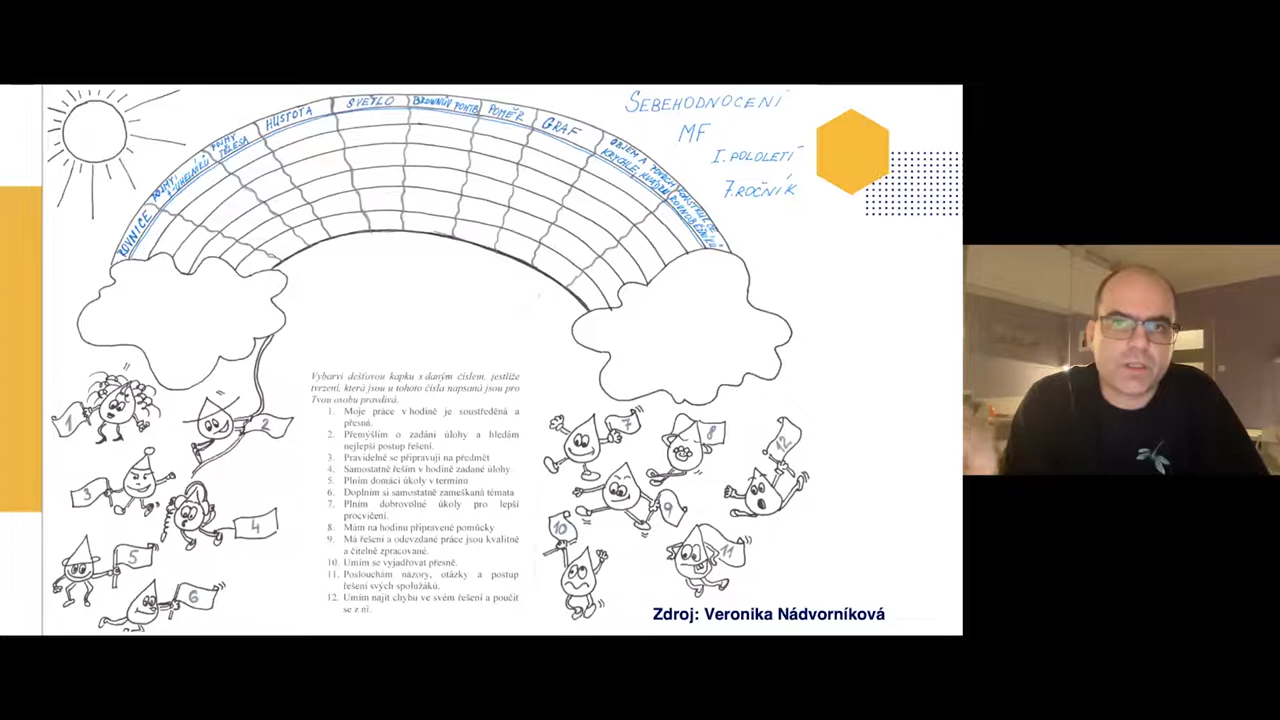 SEBEHODNOCENÍ
MF
I. POLOLETÍ
7. ROČNÍK
ROVNICE
POJMY
TĚLESA
HUSTOTA
SVĚTLO
BROWNŮV POHYB
POMĚR
GRAF
OBJEM A POVRCH
KRYCHLE, KVÁDRU
KONSTRUKCE
ROVNOBĚŽNÍKŮ
Vybarvi dešťovou kapku s daným číslem, jestliže
tvrzení, která jsou u tohoto čísla napsaná jsou pro
Tvou osobu pravdivá.
1. Moje práce v hodině je soustředěná a
přesná.
2. Přemýšlím o zadání úlohy a hledám
nejlepší postup řešení.
3. Pravidelně se připravuji na předmět
4. Samostatně řeším v hodině zadané úlohy
5. Plním domácí úkoly v termínu
6. Doplním si samostatně zameškaná témata
7. Plním dobrovolné úkoly pro lepší
procvičení.
8. Mám na hodinu připravené pomůcky
9. Má řešení a odevzdané práce jsou kvalitně
a čitelně zpracované.
10. Umím se vyjadřovat přesně.
11. Poslouchám názory, otázky a postup
řešení svých spolužáků.
12. Umím najít chybu ve svém řešení a poučit
se z ní.
1
2
3
4
5
6
7
8
9
10
11
12
Zdroj: Veronika Nádvorníková